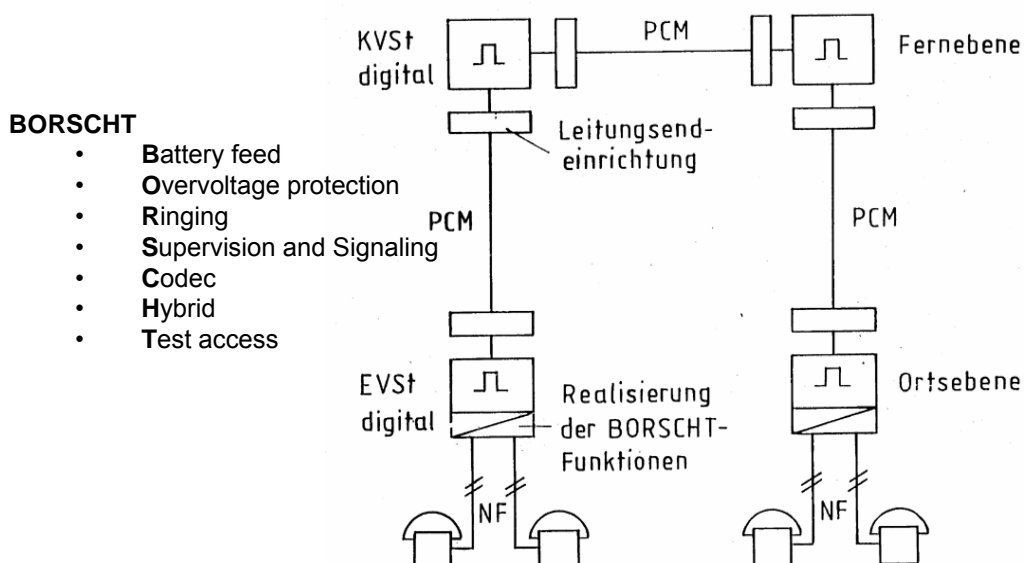 BORSCHT
• Battery feed
• Overvoltage protection
• Ringing
• Supervision and Signaling
• Codec
• Hybrid
• Test access
KVSt
digital
PCM
Fernebene
Leitungsend-
einrichtung
PCM
PCM
EVSt
digital
Realisierung
der BORSCHT-
Funktionen
Ortsebene
NF
NF